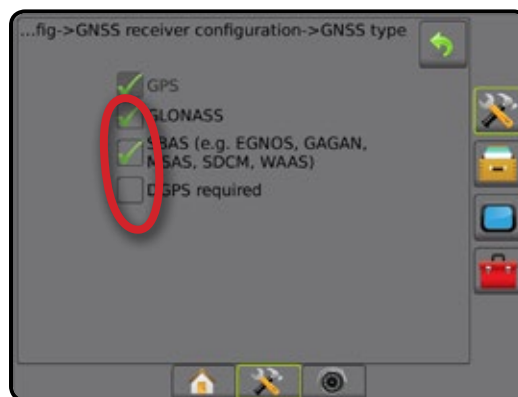 ...fig->GNSS receiver configuration->GNSS type
GPS
GLONASS
SBAS (e.g. EGNOS, GAGAN,
MSAS, SDCM, WAAS)
DGPS required